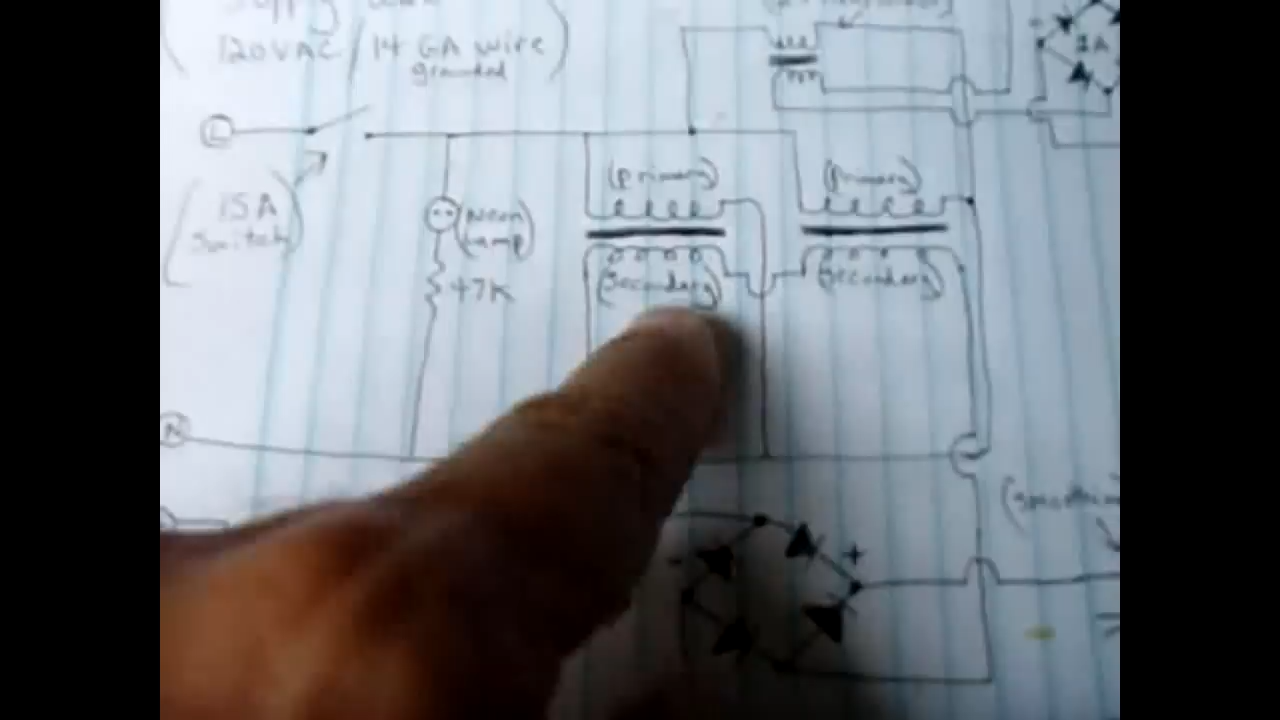 120VAC / 14 GA wire
grounded
1A
L
(Primary)
(Primary)
(15A
switch)
(Neon
Lamp)
47K
(Secondary)
(Secondary)
N
+
-
+